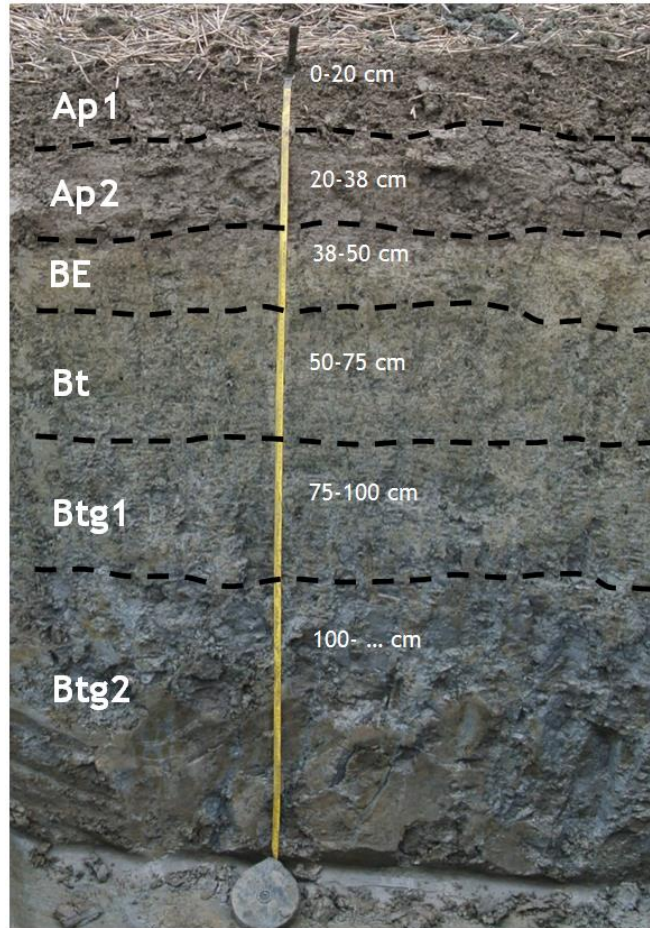 0-20 cm
Ap1
20-38 cm
Ap2
38-50 cm
BE
50-75 cm
Bt
75-100 cm
Btg1
100- ... cm
Btg2